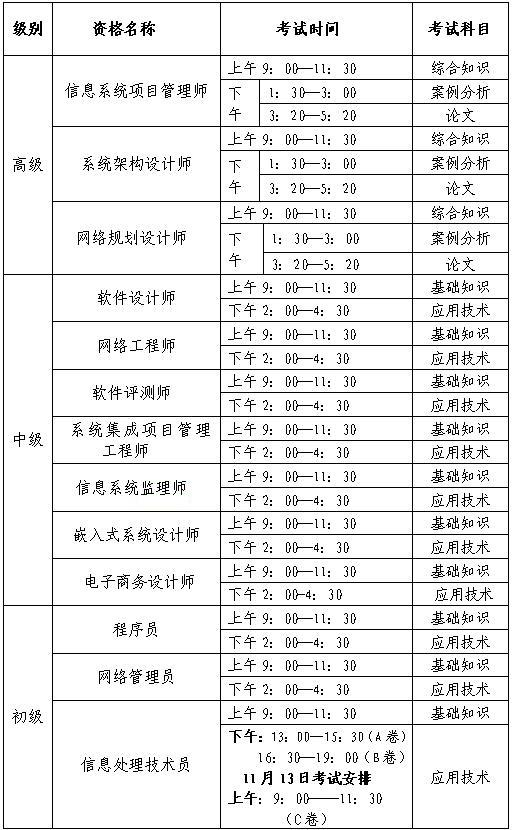 级别 资格名称 考试时间 考试科目
高级 信息系统项目管理师 上午 9：00—11：30 综合知识
下午 1：30—3：00 案例分析
3：20—5：20 论文
系统架构设计师 上午 9：00—11：30 综合知识
下午 1：30—3：00 案例分析
3：20—5：20 论文
网络规划设计师 上午 9：00—11：30 综合知识
下午 1：30—3：00 案例分析
3：20—5：20 论文
中级 软件设计师 上午 9：00—11：30 基础知识
下午 2：00—4：30 应用技术
网络工程师 上午 9：00—11：30 基础知识
下午 2：00—4：30 应用技术
软件评测师 上午 9：00—11：30 基础知识
下午 2：00—4：30 应用技术
系统集成项目管理 上午 9：00—11：30 基础知识
工程师 下午 2：00—4：30 应用技术
信息系统监理师 上午 9：00—11：30 基础知识
下午 2：00—4：30 应用技术
嵌入式系统设计师 上午 9：00—11：30 基础知识
下午 2：00—4：30 应用技术
电子商务设计师 上午 9：00—11：30 基础知识
下午 2：00-4：30 应用技术
初级 程序员 上午 9：00—11：30 基础知识
下午 2：00—4：30 应用技术
网络管理员 上午 9：00—11：30 基础知识
下午 2：00—4：30 应用技术
信息处理技术员 上午 9：00—11：30 基础知识
下午：13：00—15：30（A 卷） 应用技术
16：30—19：00（B 卷）
11 月 13 日考试安排
上午：9：00——11：30
（C 卷）